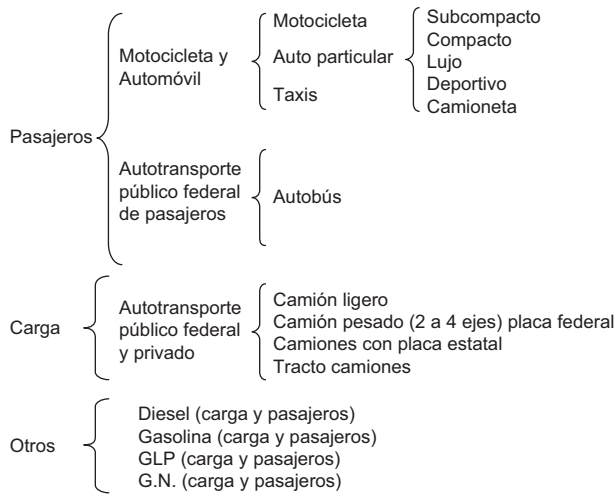 Pasajeros
Motocicleta y
Automóvil
Motocicleta
Auto particular
Taxis
Subcompacto
Compacto
Lujo
Deportivo
Camioneta
Autotransporte
público federal
de pasajeros
Autobús
Carga
Autotransporte
público federal
y privado
Camión ligero
Camión pesado (2 a 4 ejes) placa federal
Camiones con placa estatal
Tracto camiones
Otros
Diesel (carga y pasajeros)
Gasolina (carga y pasajeros)
GLP (carga y pasajeros)
G.N. (carga y pasajeros)